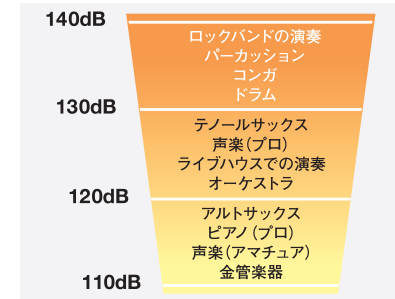 140dB
ロックバンドの演奏
パーカッション
コンガ
ドラム
130dB
テノールサックス
声楽(プロ)
ライブハウスでの演奏
オーケストラ
120dB
アルトサックス
ピアノ(プロ)
声楽(アマチュア)
金管楽器
110dB